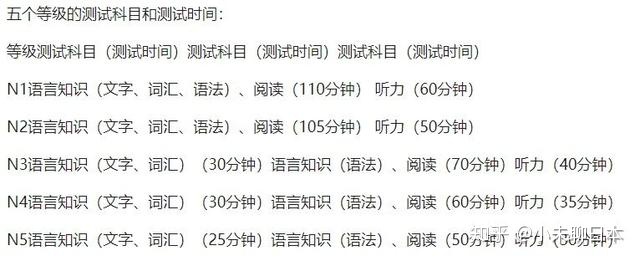 五个等级的测试科目和测试时间：
等级测试科目（测试时间）测试科目（测试时间）测试科目（测试时间）
N1语言知识（文字、词汇、语法）、阅读（110分钟） 听力（60分钟）
N2语言知识（文字、词汇、语法）、阅读（105分钟） 听力（50分钟）
N3语言知识（文字、词汇）（30分钟）语言知识（语法）、阅读（70分钟）听力（40分钟）
N4语言知识（文字、词汇）（30分钟）语言知识（语法）、阅读（60分钟）听力（35分钟）
N5语言知识（文字、词汇）（25分钟）语言知识（语法）、阅读（50分钟）听力（30分钟）
知乎 @小未聊日本